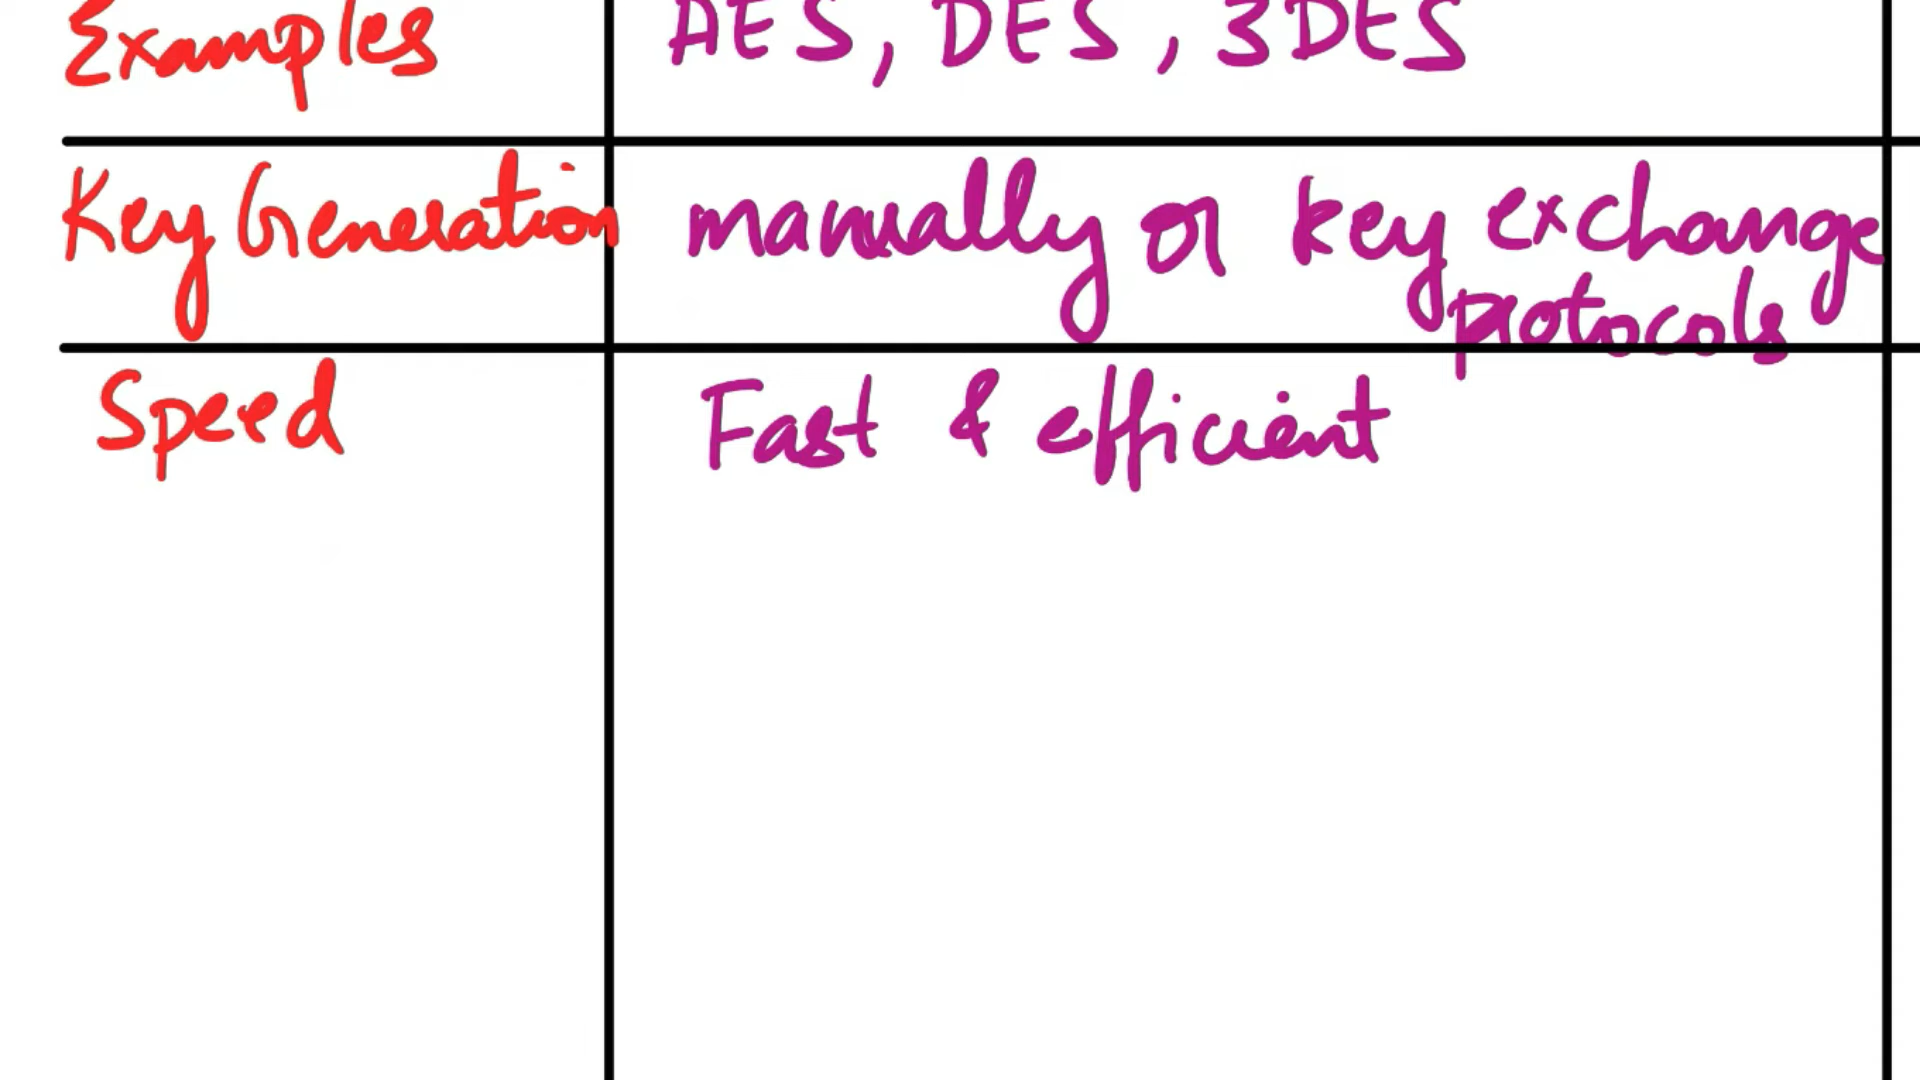 Examples AES, DES, 3DES
Key Generation manually or key exchange
protocols
Speed Fast & efficient